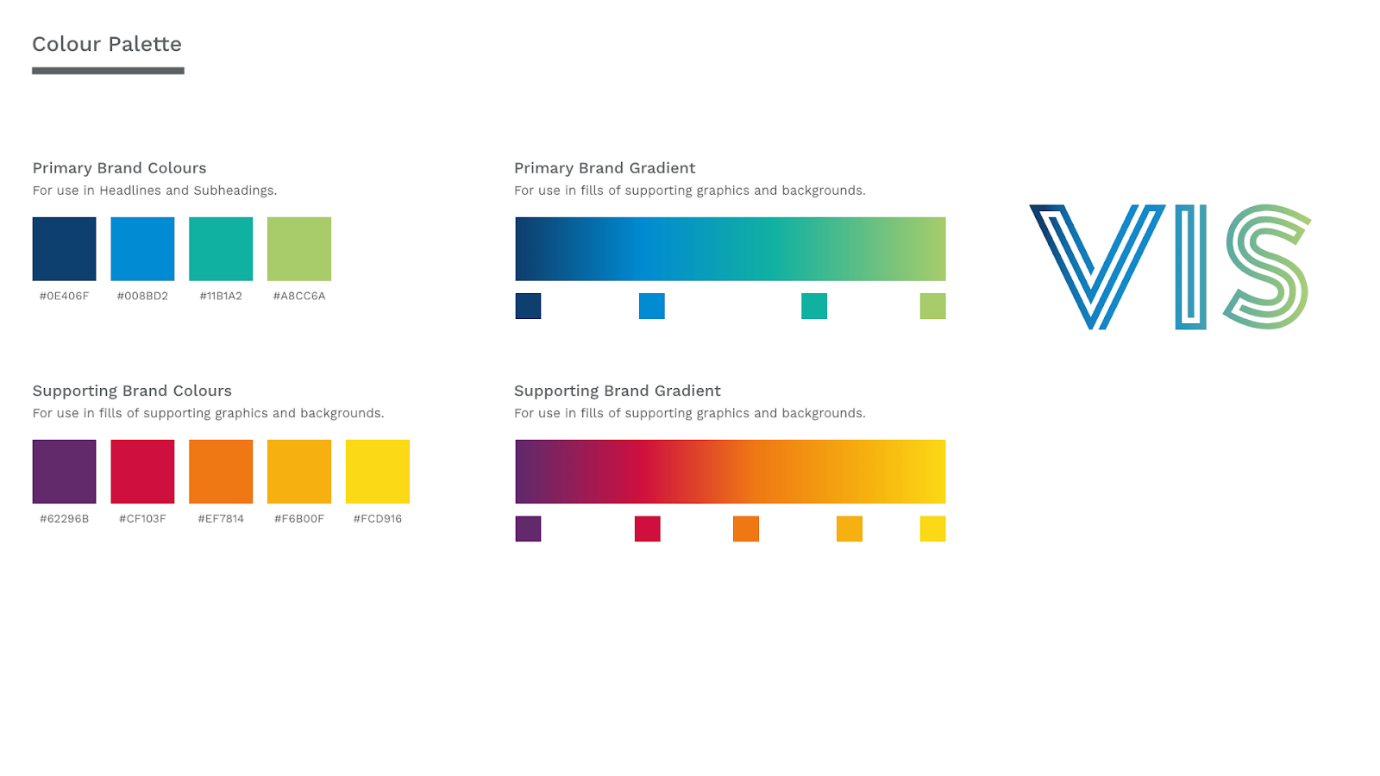 Colour Palette
Primary Brand Colours
For use in Headlines and Subheadings.
#0E406F
#008BD2
#11B1A2
#A8CC6A
Primary Brand Gradient
For use in fills of supporting graphics and backgrounds.
VIS
Supporting Brand Colours
For use in fills of supporting graphics and backgrounds.
#62296B
#CF103F
#EF7814
#F6B00F
#FCD916
Supporting Brand Gradient
For use in fills of supporting graphics and backgrounds.